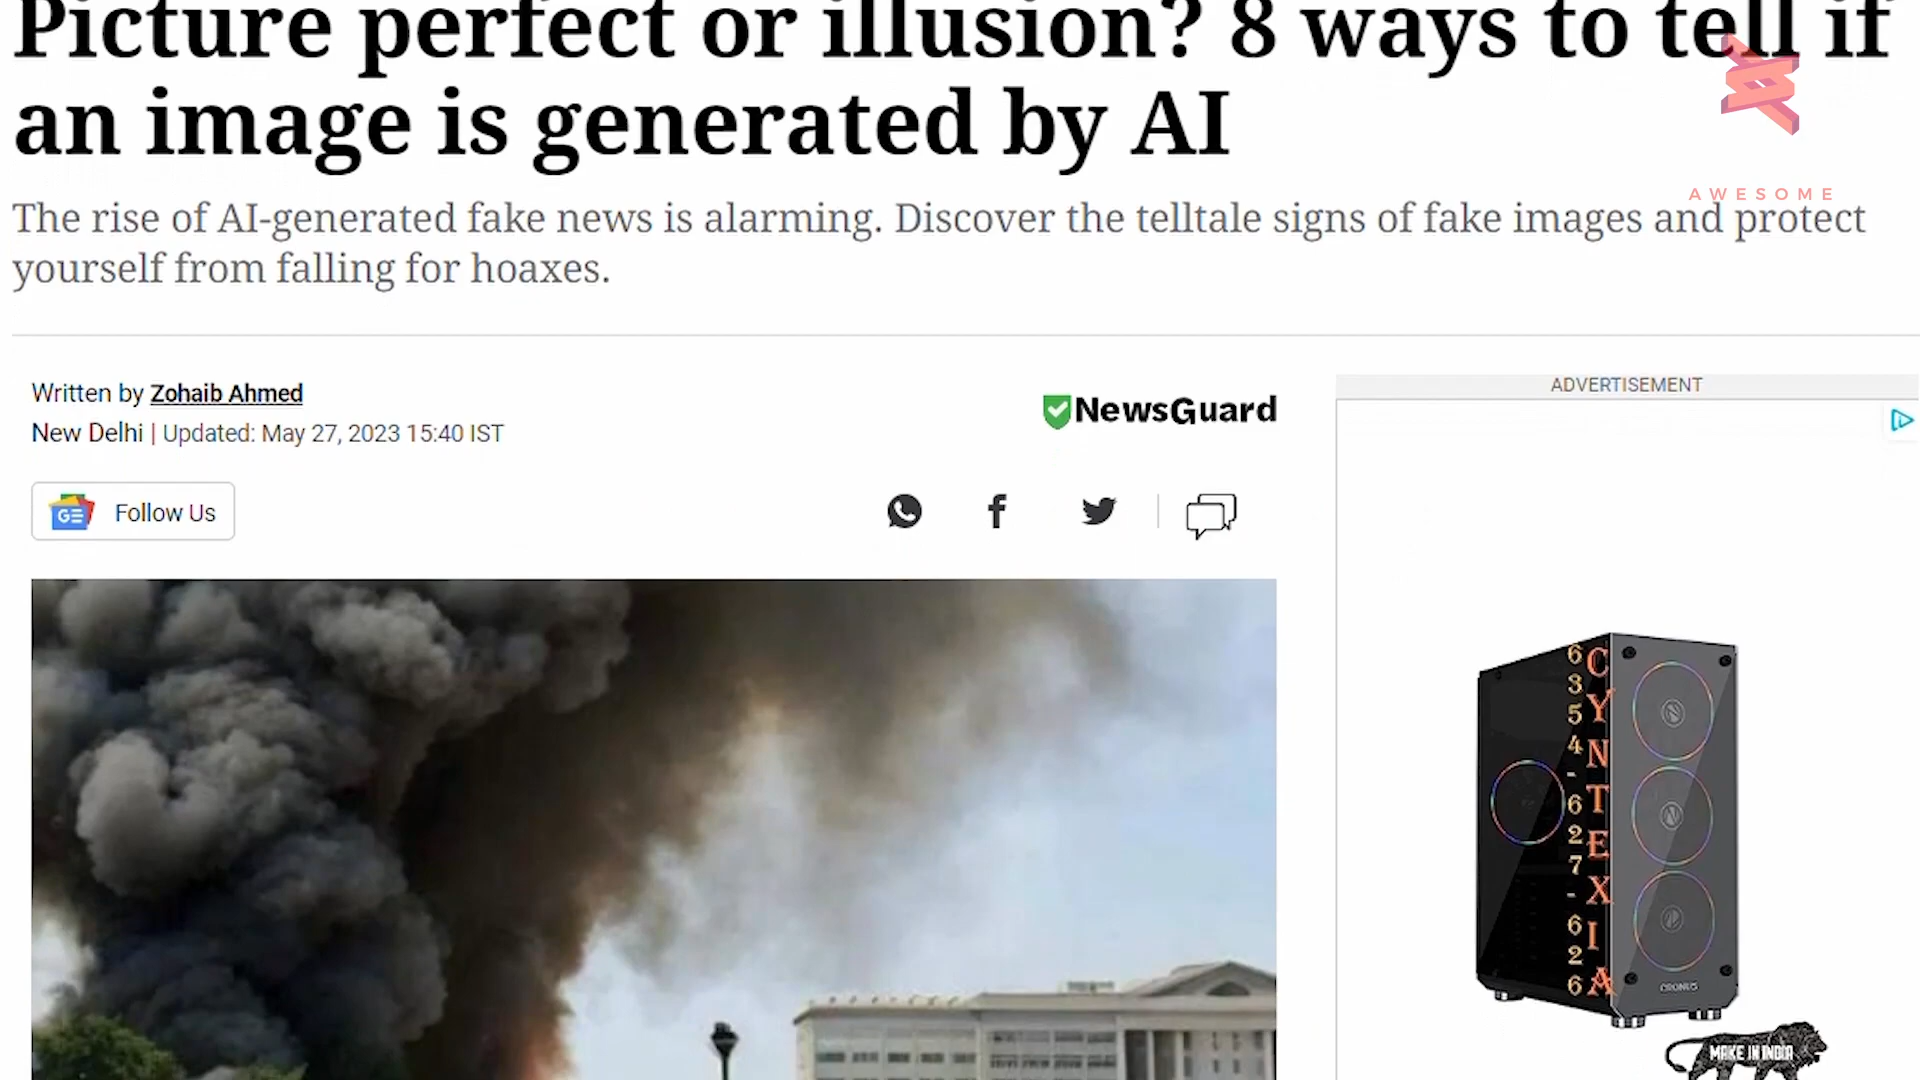 Picture perfect or illusion? 8 ways to tell if
an image is generated by AI
AWESOME
The rise of AI-generated fake news is alarming. Discover the telltale signs of fake images and protect
yourself from falling for hoaxes.
Written by Zohaib Ahmed
New Delhi | Updated: May 27, 2023 15:40 IST
NewsGuard
ADVERTISEMENT
GE Follow Us
6354-627-626
CYNTEXIA
CRONUS
MAKE IN INDIA